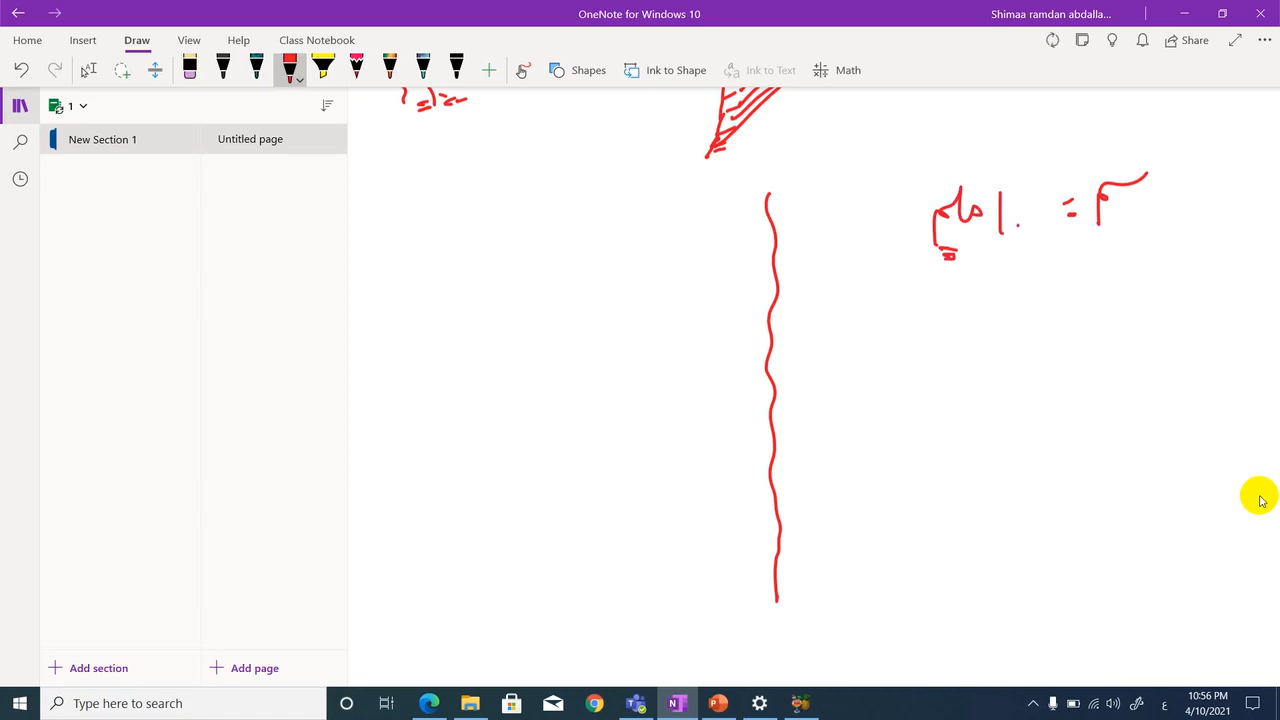 OneNote for Windows 10
Shimaa ramdan abdalla...
Home Insert Draw View Help Class Notebook
Share
Shapes Ink to Shape Ink to Text Math
1
New Section 1 Untitled page
Add section Add page
Type here to search
ع
10:56 PM
4/10/2021